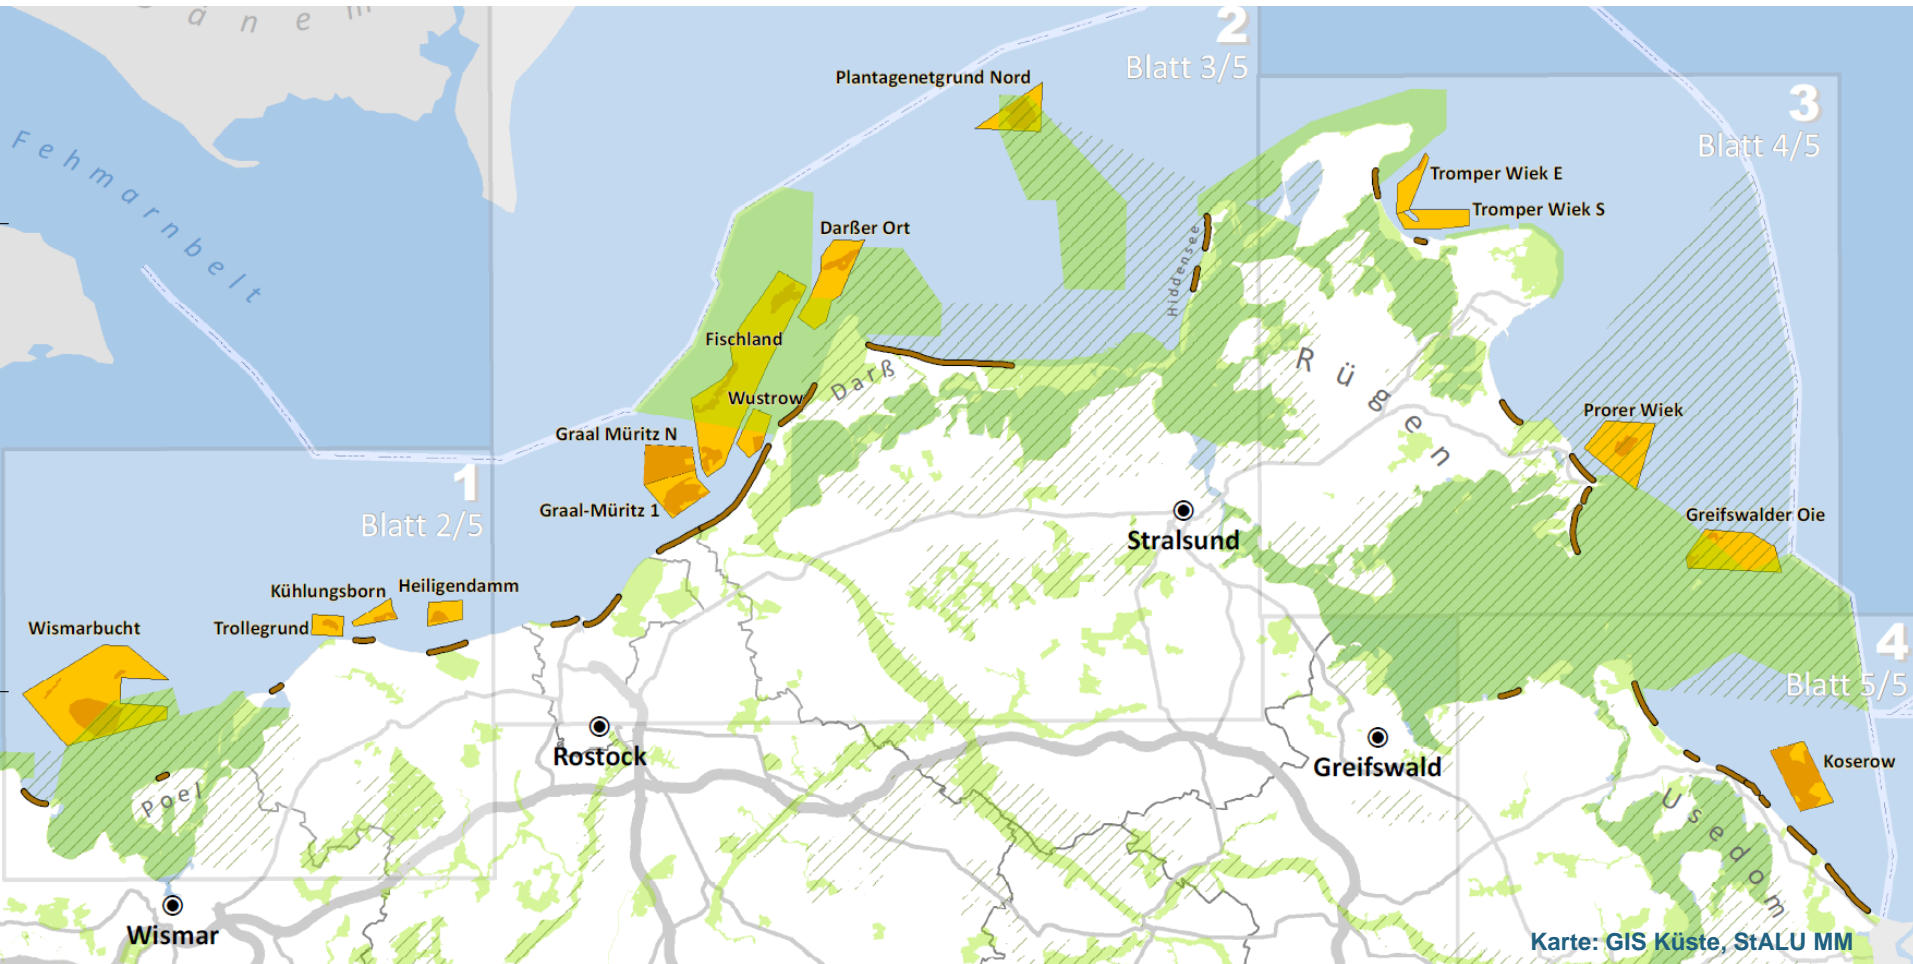 2
Blatt 3/5
Plantagenetgrund Nord
3
Blatt 4/5
Fehmarnbelt
Tromper Wiek E
Tromper Wiek S
Darßer Ort
Hiddensee
Fischland
Rügen
Darß
Wustrow
Prorer Wiek
Graal Müritz N
1
Blatt 2/5
Graal-Müritz 1
Stralsund
Greifswalder Oie
Kühlungsborn
Heiligendamm
Wismarbucht
Trollegrund
4
Blatt 5/5
Rostock
Greifswald
Koserow
Poel
Usedom
Wismar
Karte: GIS Küste, StALU MM